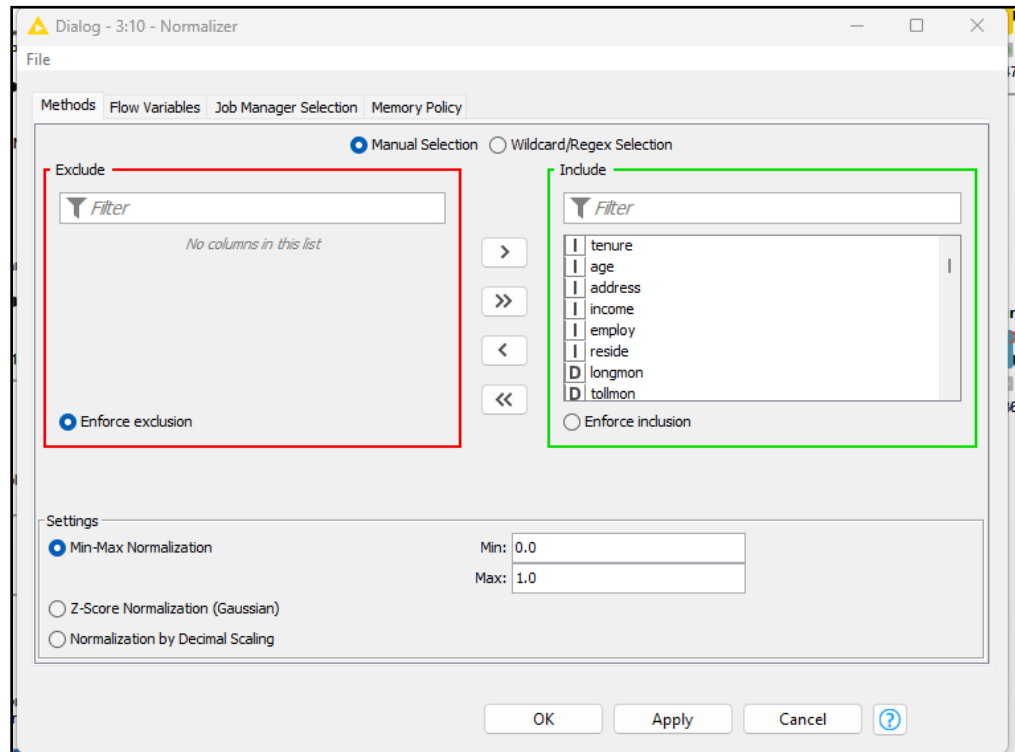 Dialog - 3:10 - Normalizer
File
Methods Flow Variables Job Manager Selection Memory Policy
Manual Selection Wildcard/Regex Selection
Exclude
Filter
No columns in this list
Enforce exclusion
>
>>
<
<<
Include
Filter
I tenure
I age
I address
I income
I employ
I reside
D longmon
D tollmon
Enforce inclusion
Settings
Min-Max Normalization
Min: 0.0
Max: 1.0
Z-Score Normalization (Gaussian)
Normalization by Decimal Scaling
OK Apply Cancel ?